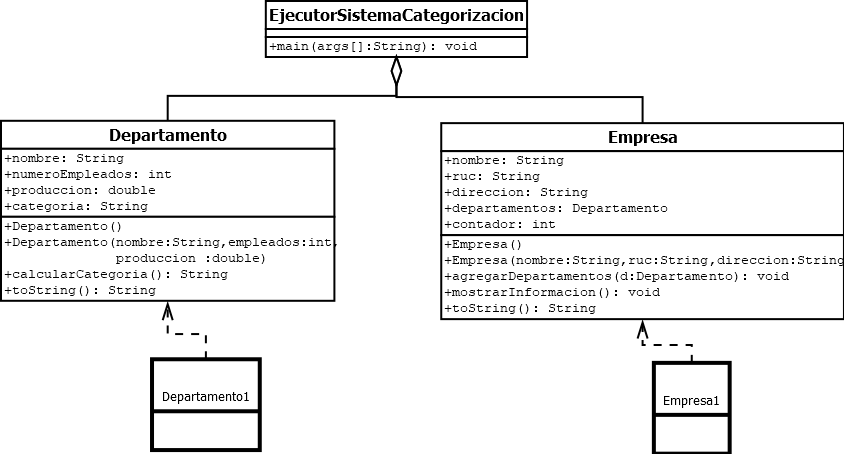 EjecutorSistemaCategorizacion
+main(args[]:String): void
Departamento
+nombre: String
+numeroEmpleados: int
+produccion: double
+categoria: String
+Departamento()
+Departamento(nombre:String,empleados:int,
produccion :double)
+calcularCategoria(): String
+toString(): String
Empresa
+nombre: String
+ruc: String
+direccion: String
+departamentos: Departamento
+contador: int
+Empresa()
+Empresa(nombre:String,ruc:String,direccion:String
+agregarDepartamentos(d:Departamento): void
+mostrarInformacion(): void
+toString(): String
Departamento1
Empresa1